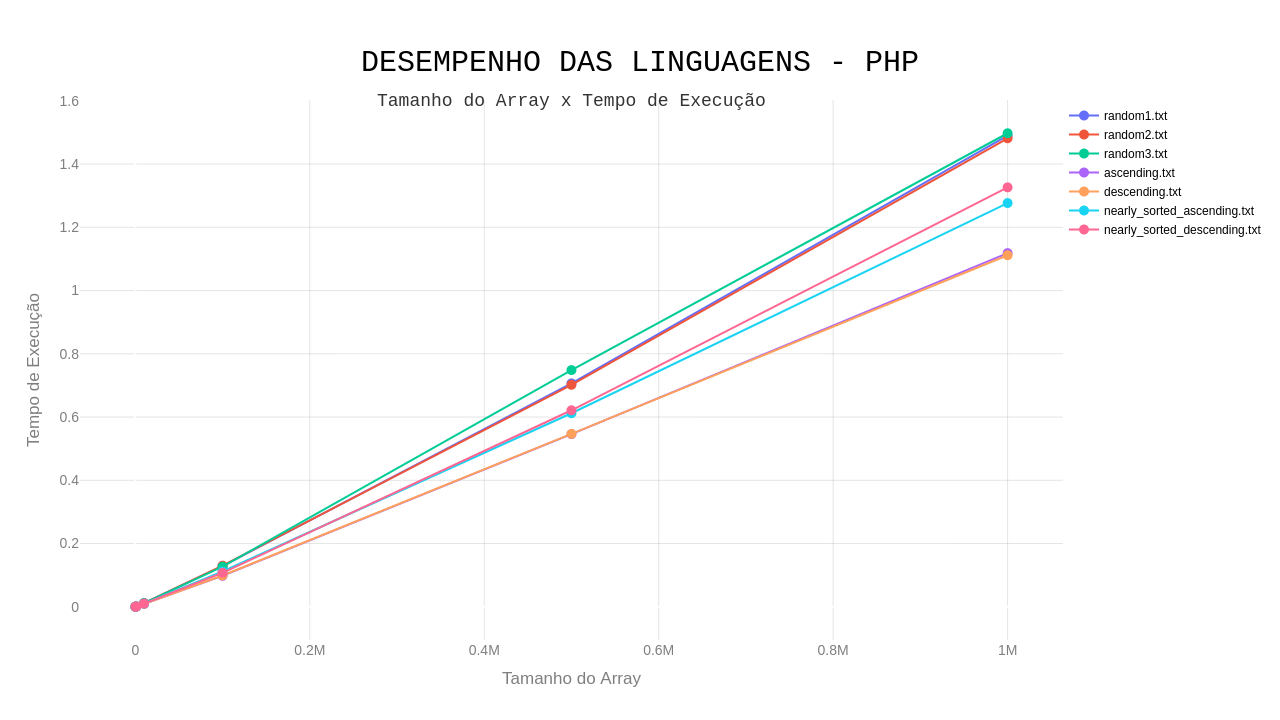 DESEMPENHO DAS LINGUAGENS - PHP
Tamanho do Array x Tempo de Execução
1.6
1.4
1.2
1
0.8
0.6
0.4
0.2
0
Tempo de Execução
0
0.2M
0.4M
0.6M
0.8M
1M
Tamanho do Array
random1.txt
random2.txt
random3.txt
ascending.txt
descending.txt
nearly_sorted_ascending.txt
nearly_sorted_descending.txt